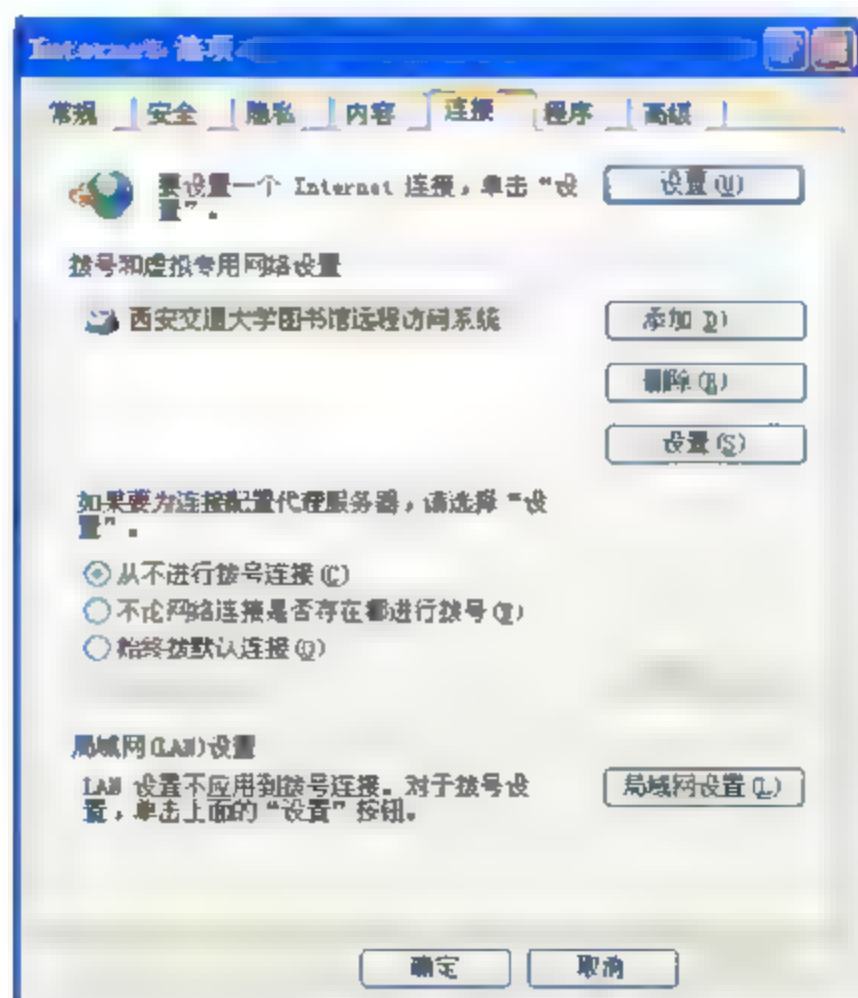 Internet 选项
常规 安全 隐私 内容 连接 程序 高级
要设置一个 Internet 连接，单击“设
置”。
设置(U)
拨号和虚拟专用网络设置
西安交通大学图书馆远程访问系统
添加(D)
删除(R)
设置(S)
如果要为连接配置代理服务器，请选择“设
置”。
从不进行拨号连接(C)
不论网络连接是否存在都进行拨号
始终拨默认连接(O)
局域网(LAN)设置
LAN 设置不应用到拨号连接。对于拨号设
置，单击上面的“设置”按钮。
局域网设置(L)
确定 取消